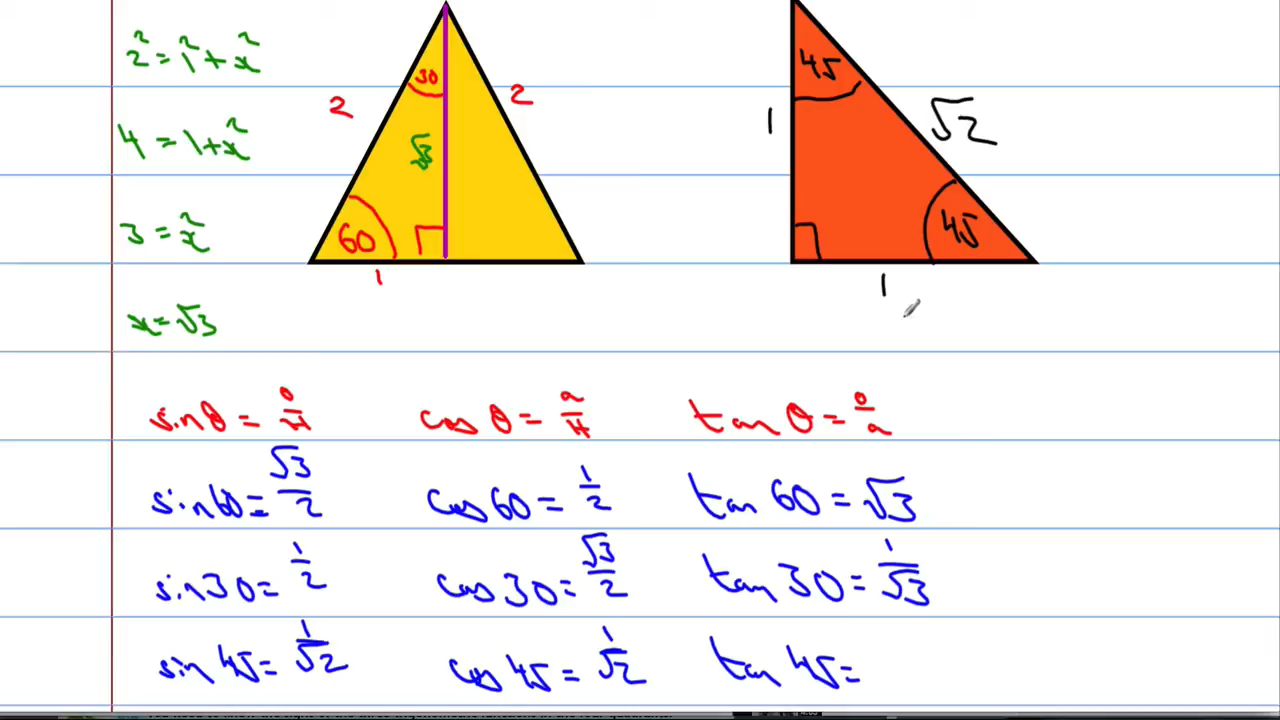 2² = 1² + x²
4 = 1 + x²
3 = x²
x = √3
30
2
2
√3
60
1
45
1
√2
45
1
sin θ = o/H cos θ = a/H tan θ = o/a
sin 60 = √3/2 cos 60 = 1/2 tan 60 = √3
sin 30 = 1/2 cos 30 = √3/2 tan 30 = 1/√3
sin 45 = 1/√2 cos 45 = 1/√2 tan 45 =